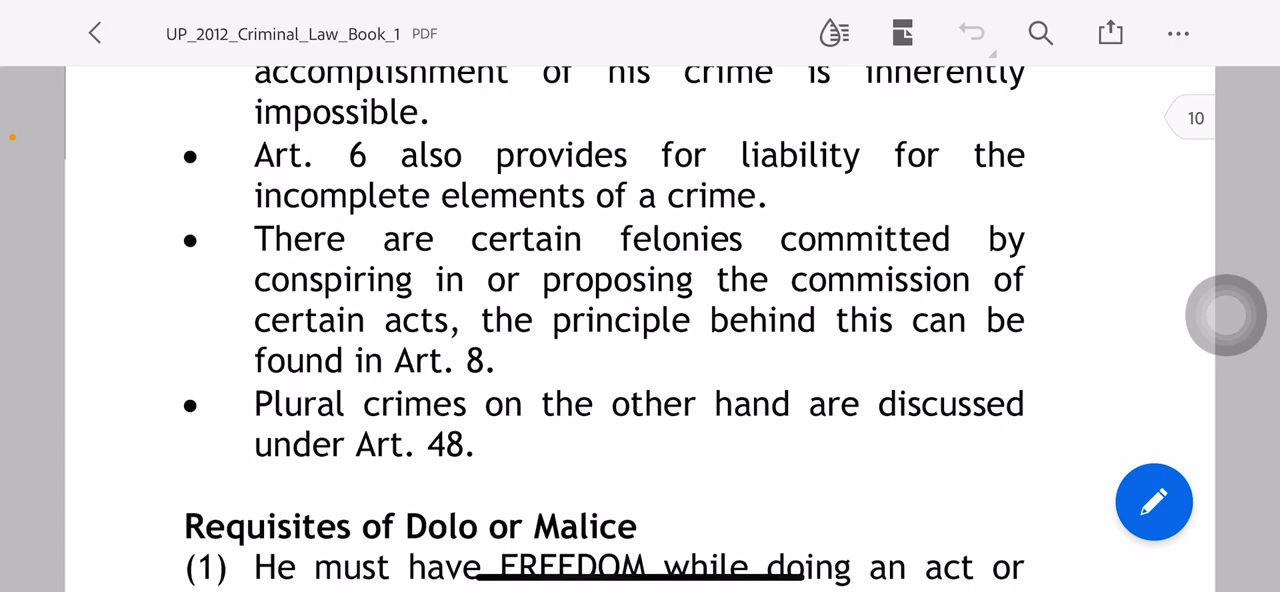 UP_2012_Criminal_Law_Book_1 PDF
accomplishment of his crime is inherently
impossible.
10
• Art. 6 also provides for liability for the
incomplete elements of a crime.
• There are certain felonies committed by
conspiring in or proposing the commission of
certain acts, the principle behind this can be
found in Art. 8.
• Plural crimes on the other hand are discussed
under Art. 48.
Requisites of Dolo or Malice
(1) He must have FREEDOM while doing an act or